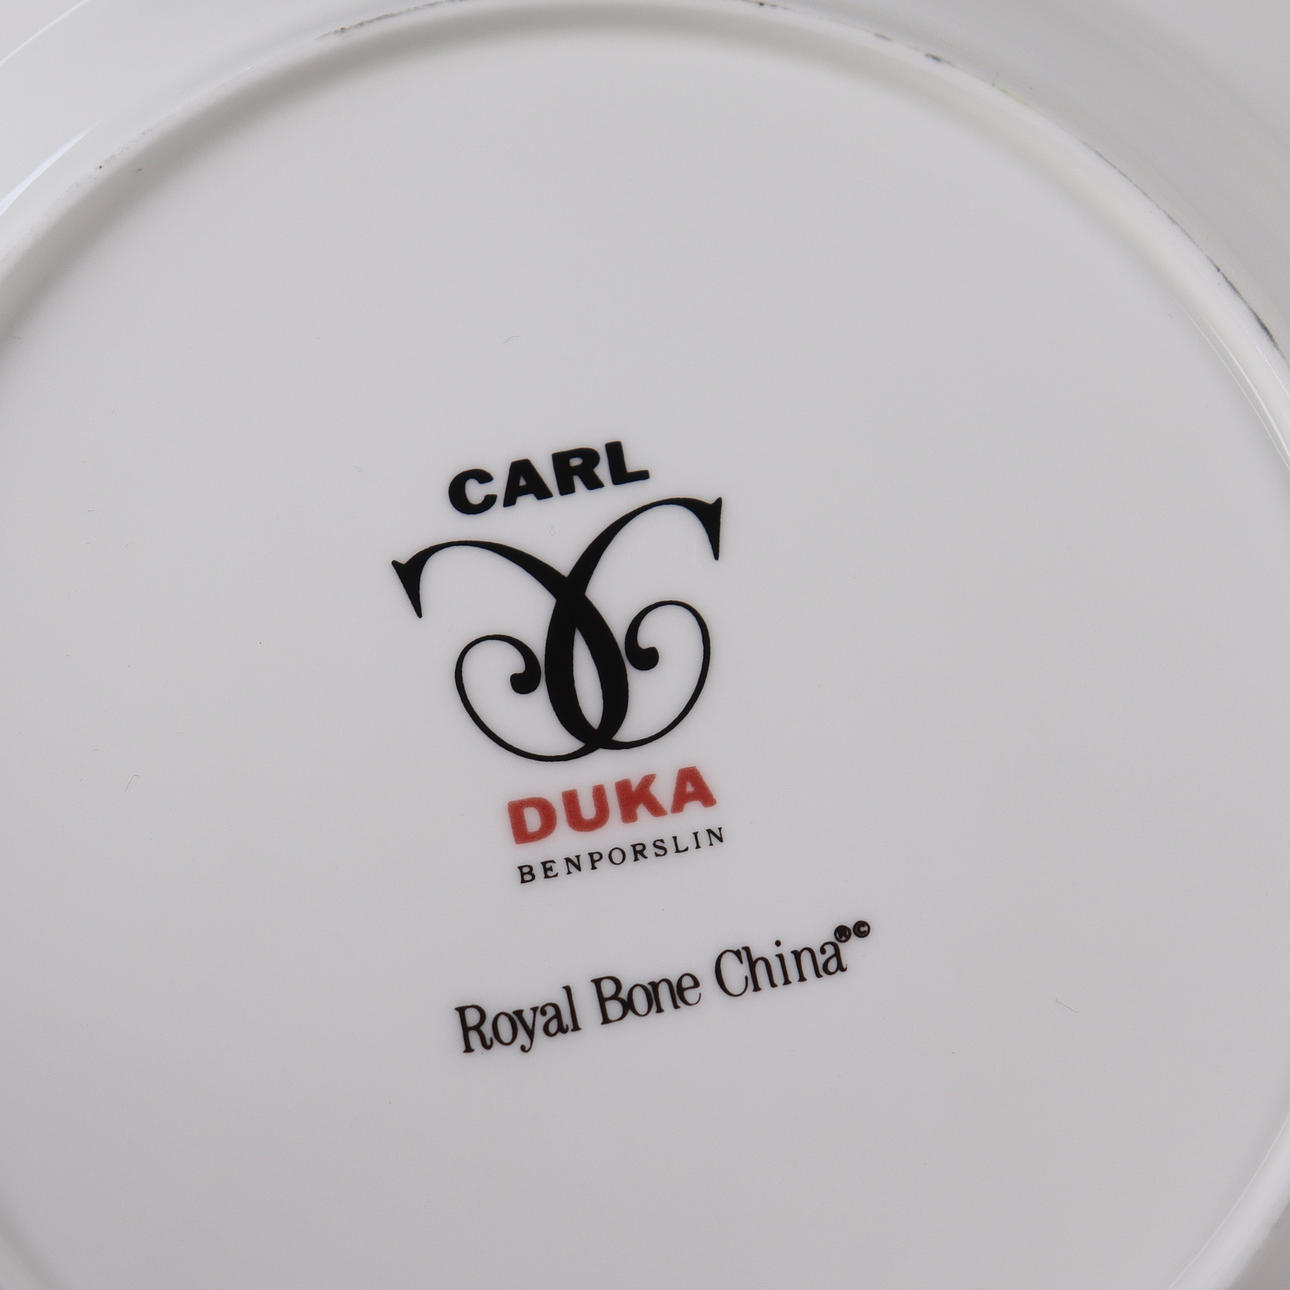 CARL
DUKA
BENPORSLIN
Royal Bone China®©